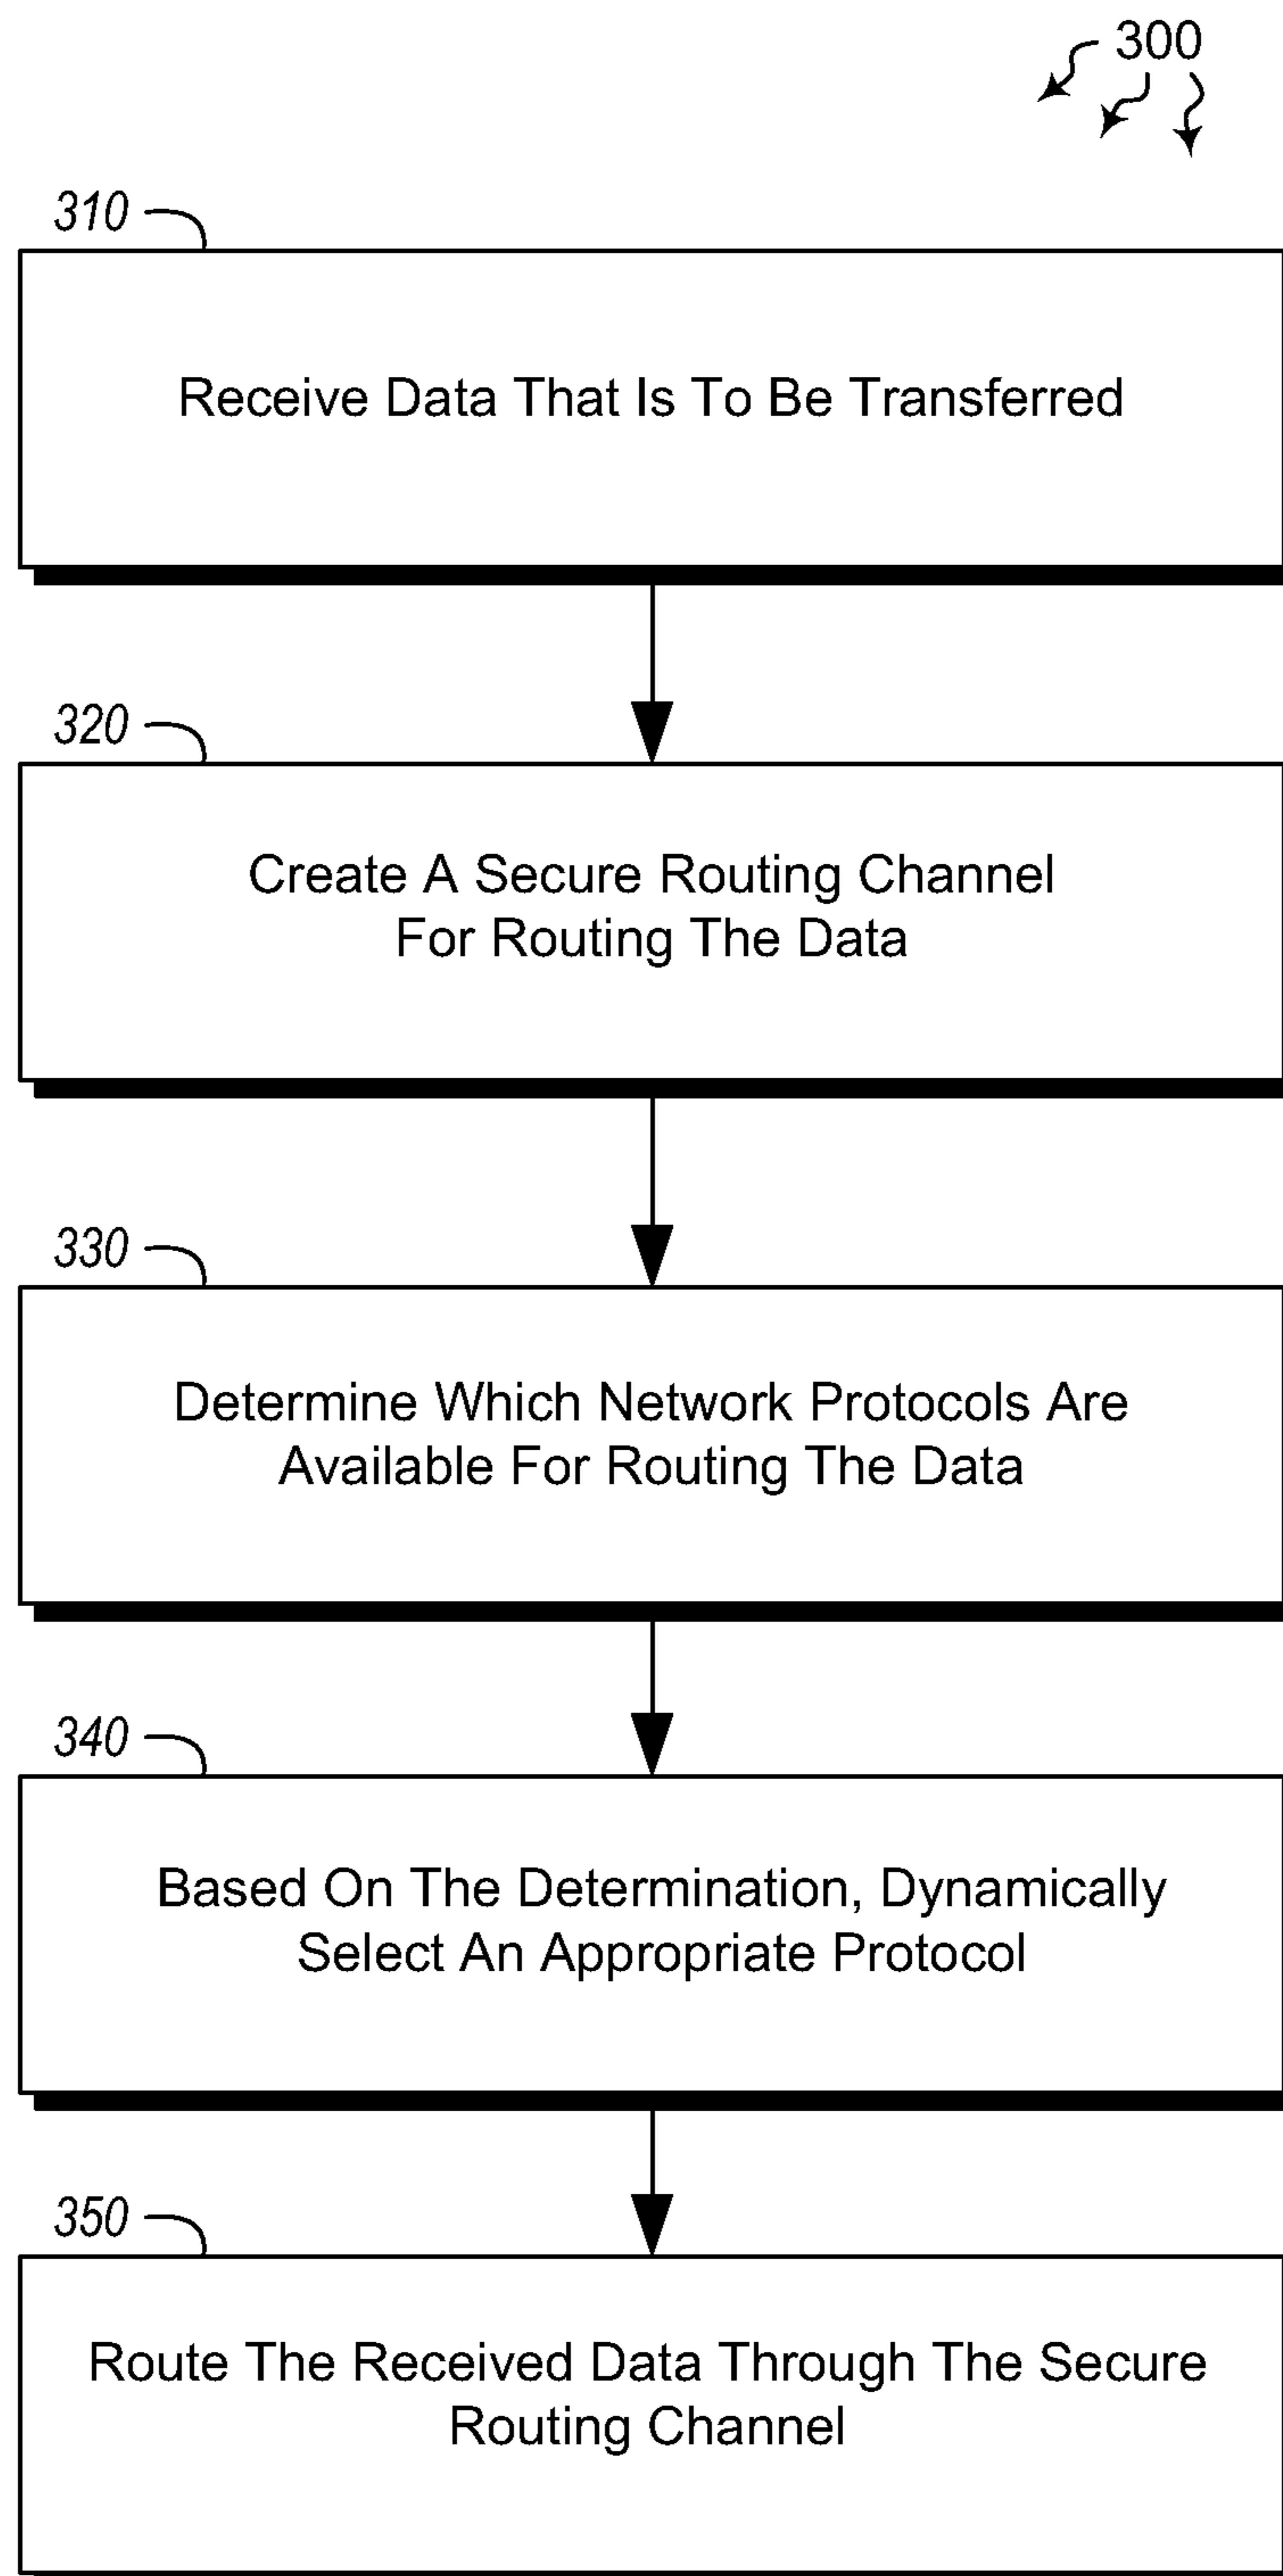 300
310
Receive Data That Is To Be Transferred
320
Create A Secure Routing Channel
For Routing The Data
330
Determine Which Network Protocols Are
Available For Routing The Data
340
Based On The Determination, Dynamically
Select An Appropriate Protocol
350
Route The Received Data Through The Secure
Routing Channel